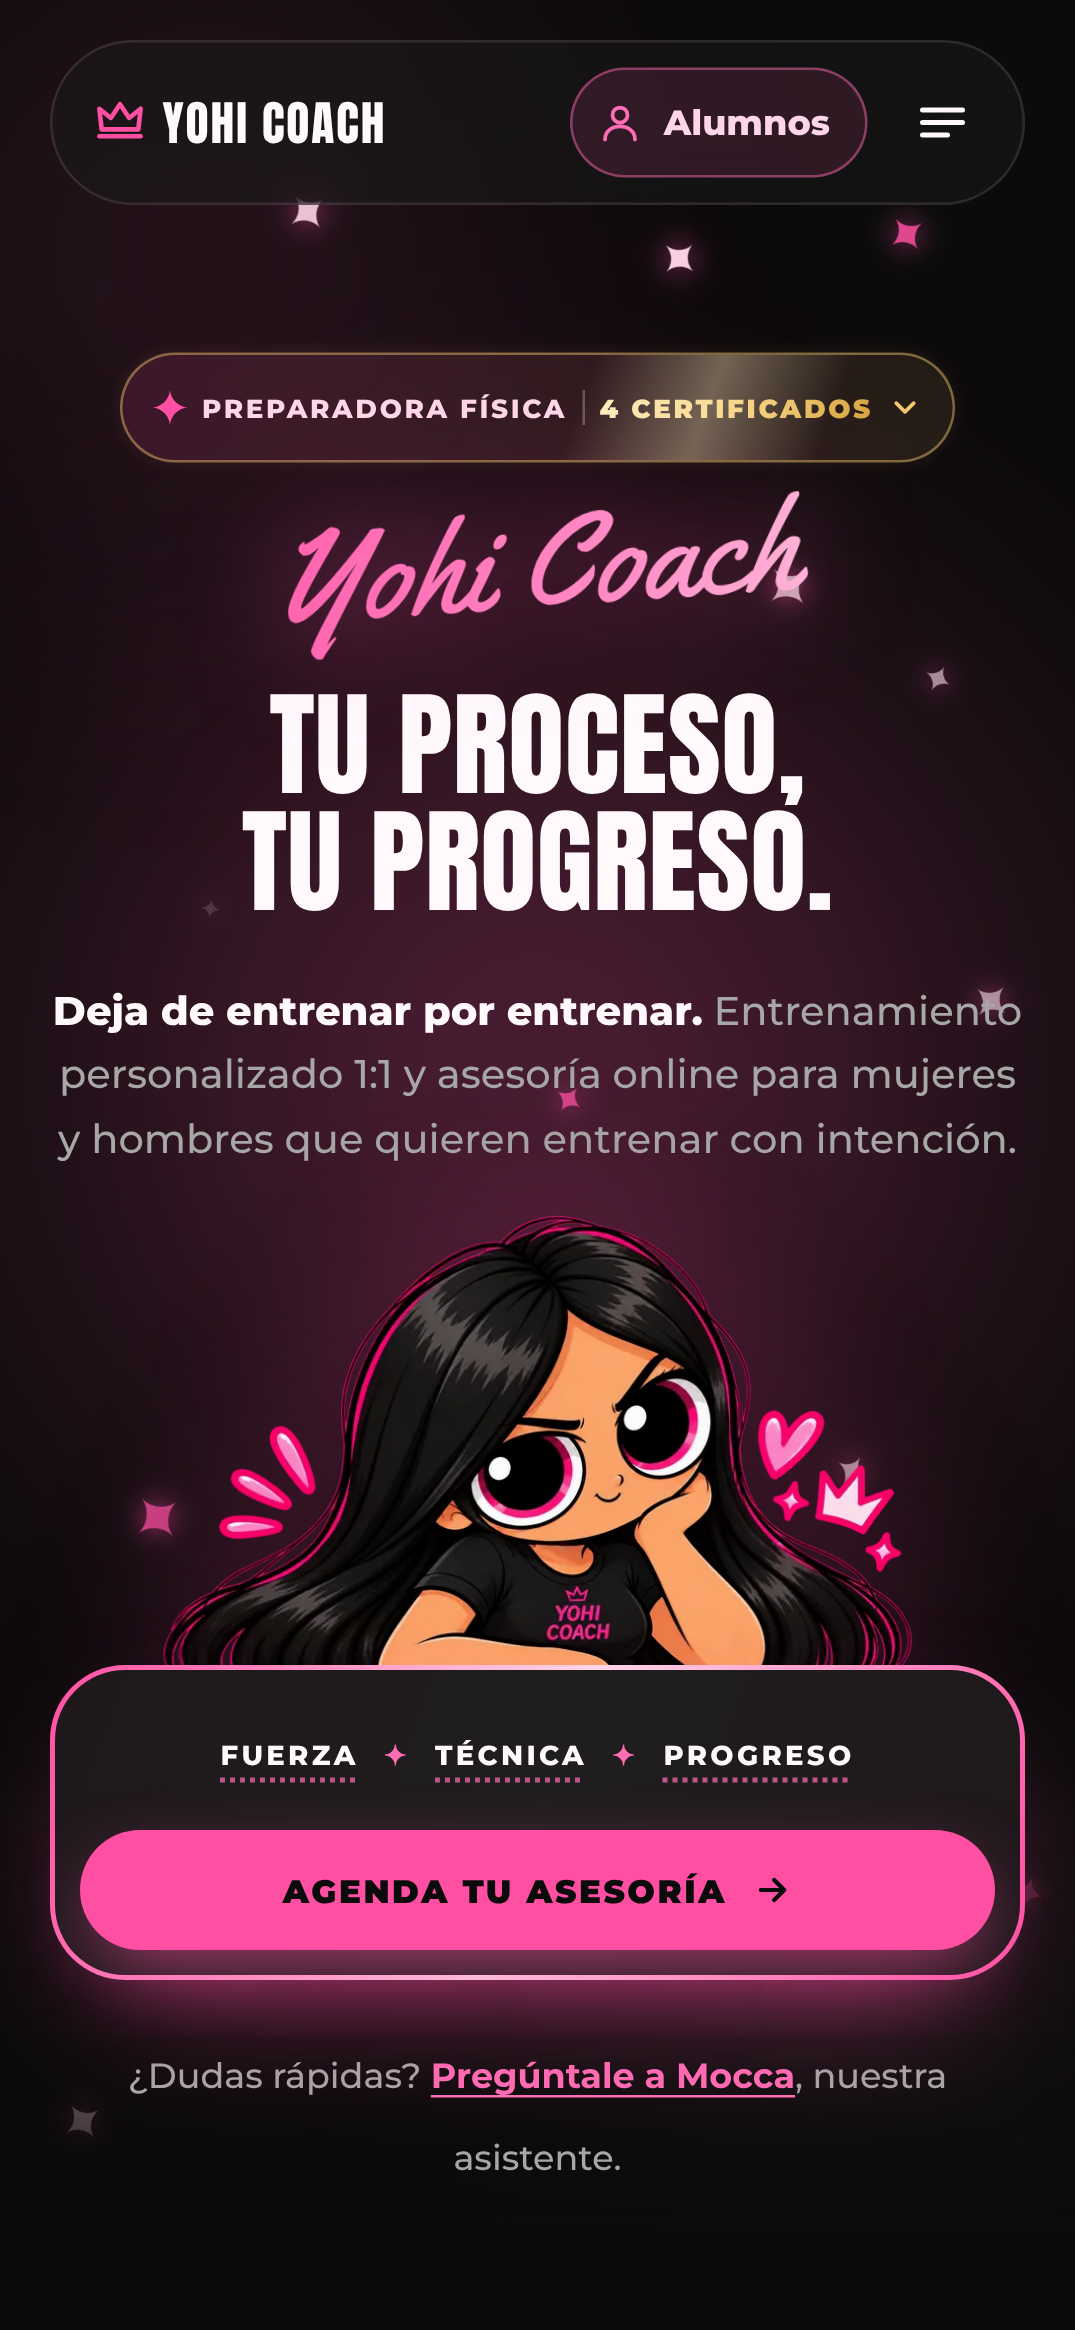 YOHI COACH
Alumnos
PREPARADORA FÍSICA
4 CERTIFICADOS
Yohi Coach
TU PROCESO,
TU PROGRESO.
Deja de entrenar por entrenar. Entrenamiento
personalizado 1:1 y asesoría online para mujeres
y hombres que quieren entrenar con intención.
YOHI
COACH
FUERZA ✦ TÉCNICA ✦ PROGRESO
AGENDA TU ASESORÍA →
¿Dudas rápidas? Pregúntale a Mocca, nuestra
asistente.